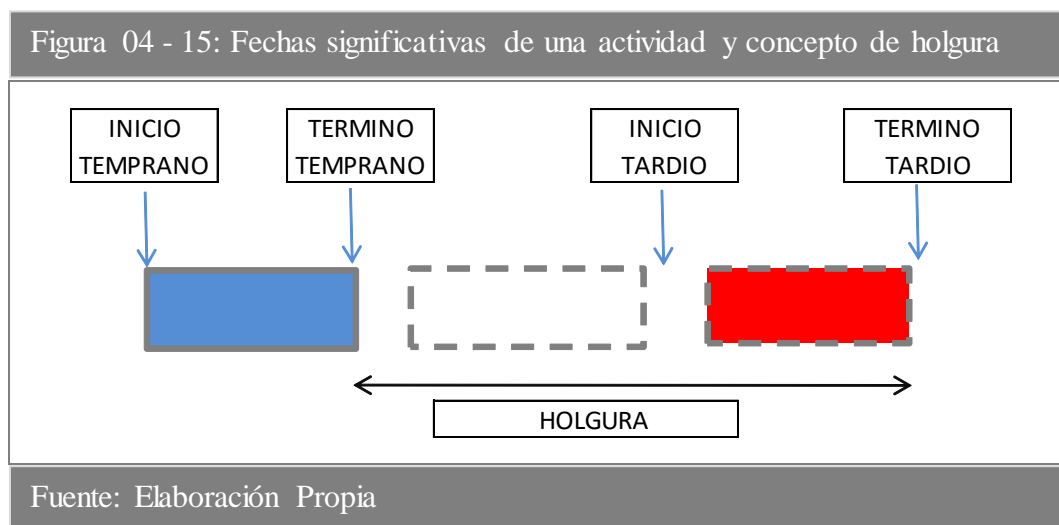 Figura 04 - 15: Fechas significativas de una actividad y concepto de holgura
INICIO
TEMPRANO
TERMINO
TEMPRANO
INICIO
TARDIO
TERMINO
TARDIO
HOLGURA
Fuente: Elaboración Propia